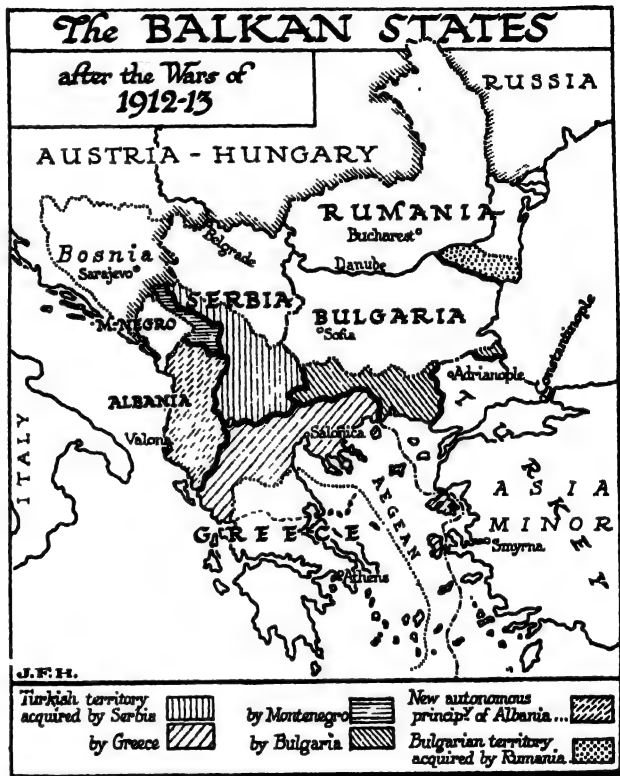 The BALKAN STATES
after the Wars of
1912-13
RUSSIA
AUSTRIA - HUNGARY
RUMANIA
Bucharest
Belgrade
Bosnia
Sarajevo
Danube
SERBIA
BULGARIA
Sofia
M-NEGRO
Constantinople
Adrianople
ALBANIA
Valona
Salonica
ITALY
TURKEY
AEGEAN
ASIA
MINOR
GREECE
Smyrna
Athens
J.F.H.
Turkish territory
acquired by Serbia
by Montenegro
New autonomous
principy. of Albania...
by Greece
by Bulgaria
Bulgarian territory
acquired by Rumania